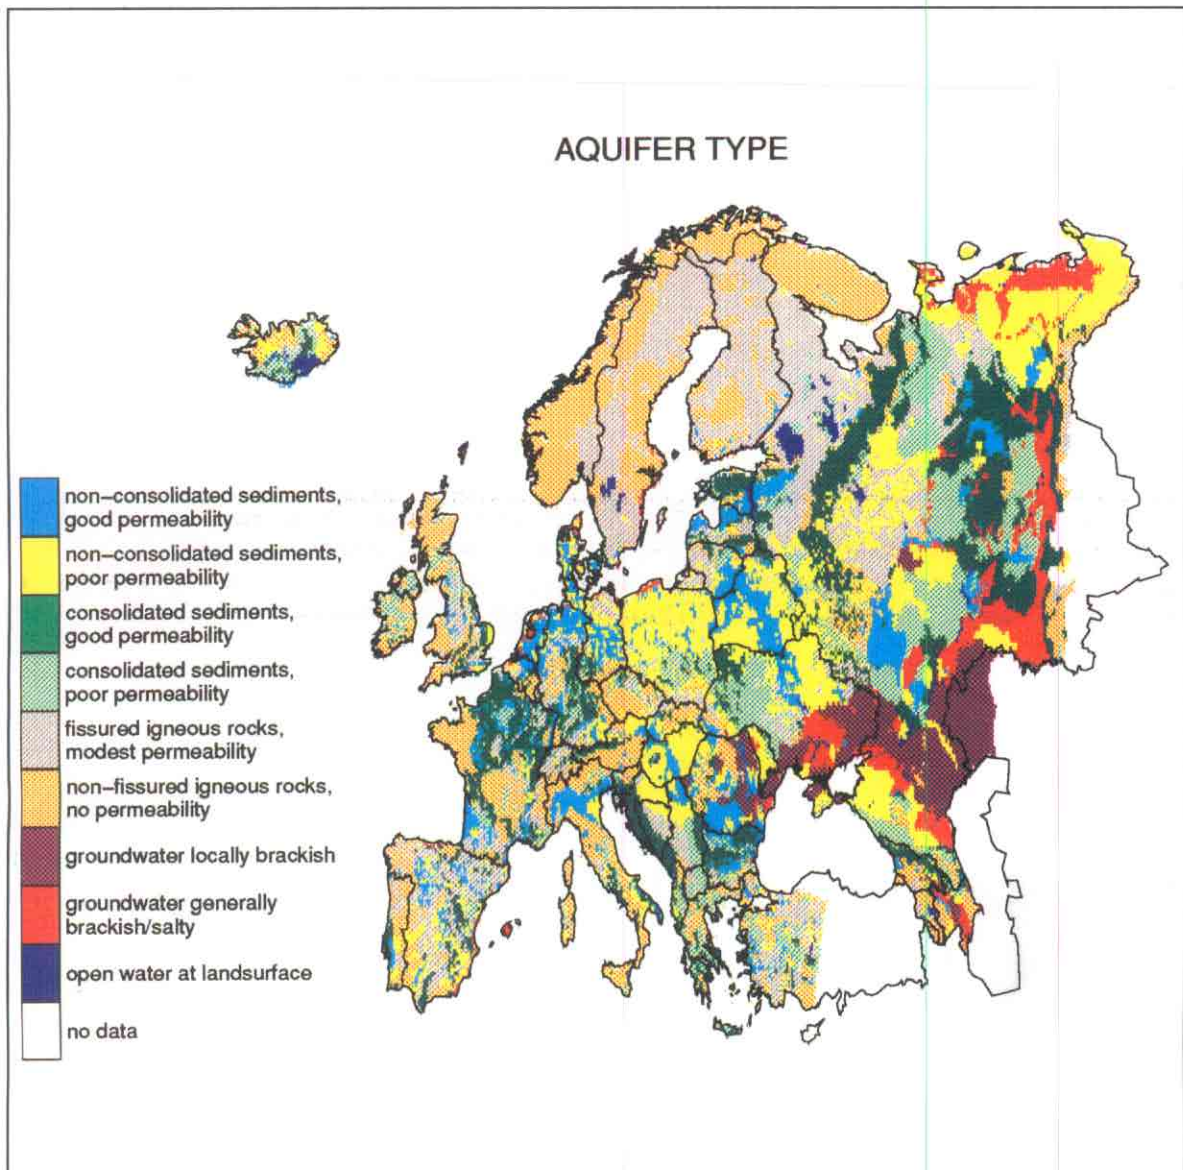 AQUIFER TYPE
non-consolidated sediments,
good permeability
non-consolidated sediments,
poor permeability
consolidated sediments,
good permeability
consolidated sediments,
poor permeability
fissured igneous rocks,
modest permeability
non-fissured igneous rocks,
no permeability
groundwater locally brackish
groundwater generally
brackish/salty
open water at landsurface
no data